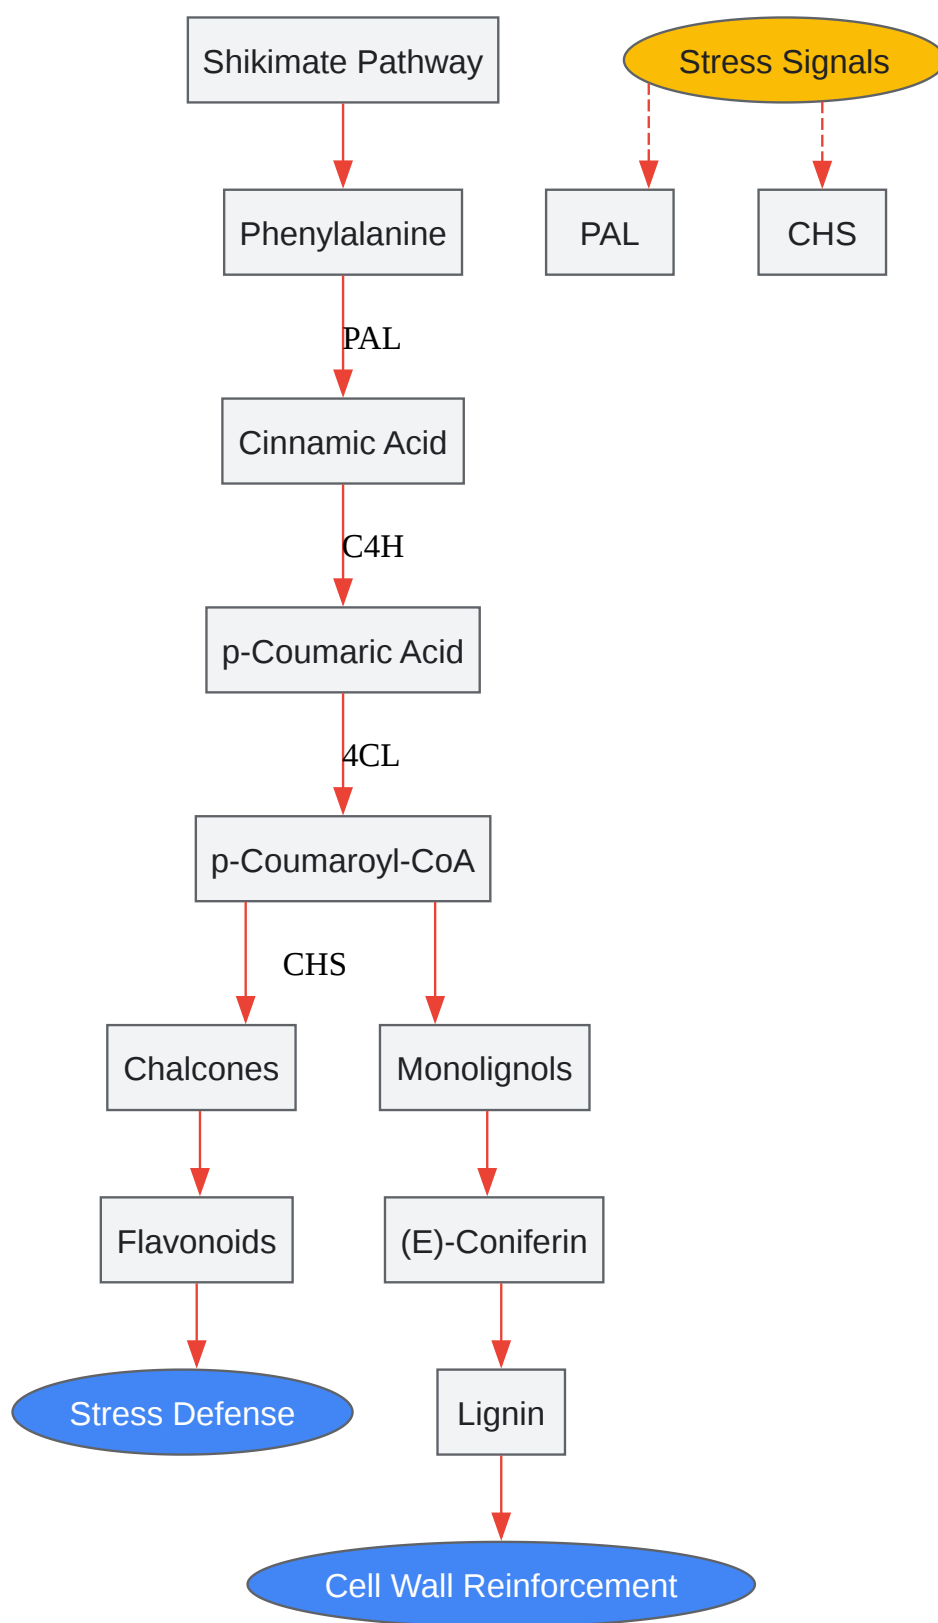 Shikimate Pathway
Stress Signals
Phenylalanine
PAL
CHS
PAL
Cinnamic Acid
C4H
p-Coumaric Acid
4CL
p-Coumaroyl-CoA
CHS
Chalcones
Monolignols
Flavonoids
(E)-Coniferin
Stress Defense
Lignin
Cell Wall Reinforcement